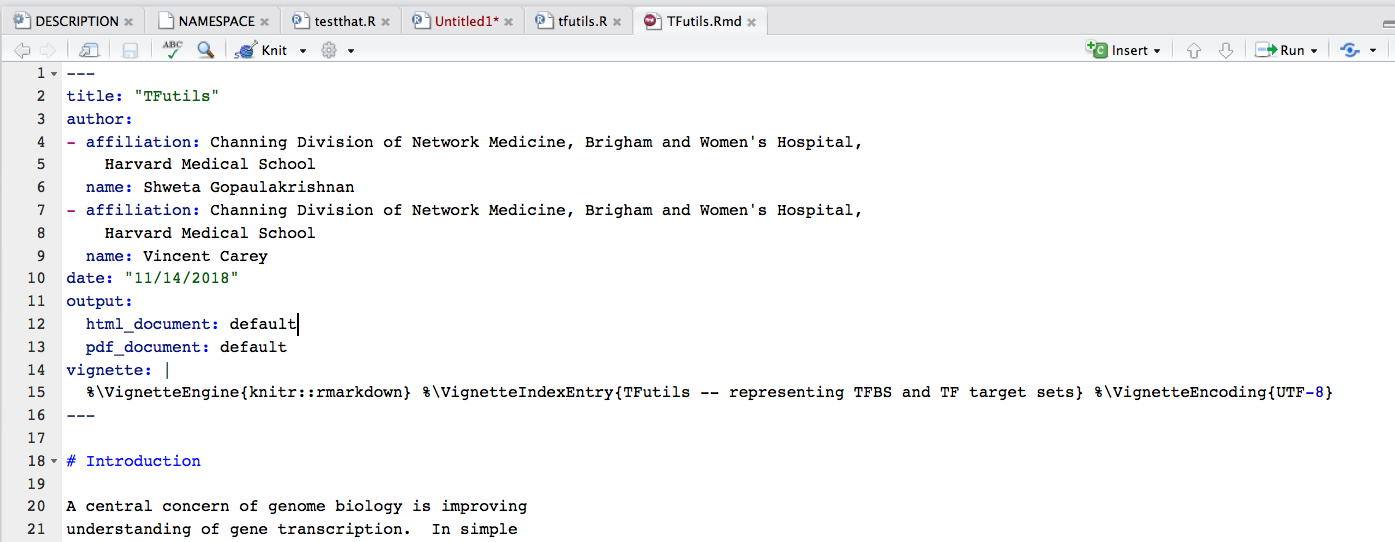 DESCRIPTION NAMESPACE testthat.R Untitled1* tfutils.R TFutils.Rmd
ABC Knit Insert Run
1 ---
2 title: "TFutils"
3 author:
4 - affiliation: Channing Division of Network Medicine, Brigham and Women's Hospital,
5 Harvard Medical School
6 name: Shweta Gopaulakrishnan
7 - affiliation: Channing Division of Network Medicine, Brigham and Women's Hospital,
8 Harvard Medical School
9 name: Vincent Carey
10 date: "11/14/2018"
11 output:
12 html_document: default
13 pdf_document: default
14 vignette: |
15 %\VignetteEngine{knitr::rmarkdown} %\VignetteIndexEntry{TFutils -- representing TFBS and TF target sets} %\VignetteEncoding{UTF-8}
16 ---
17
18 # Introduction
19
20 A central concern of genome biology is improving
21 understanding of gene transcription. In simple